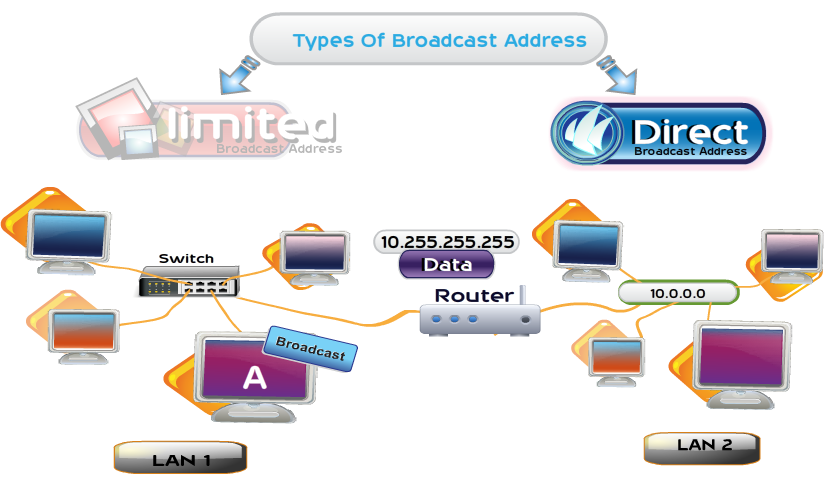 Types Of Broadcast Address
limited
Broadcast Address
Direct
Broadcast Address
Switch
10.255.255.255
Data
Router
10.0.0.0
Broadcast
A
LAN 1
LAN 2